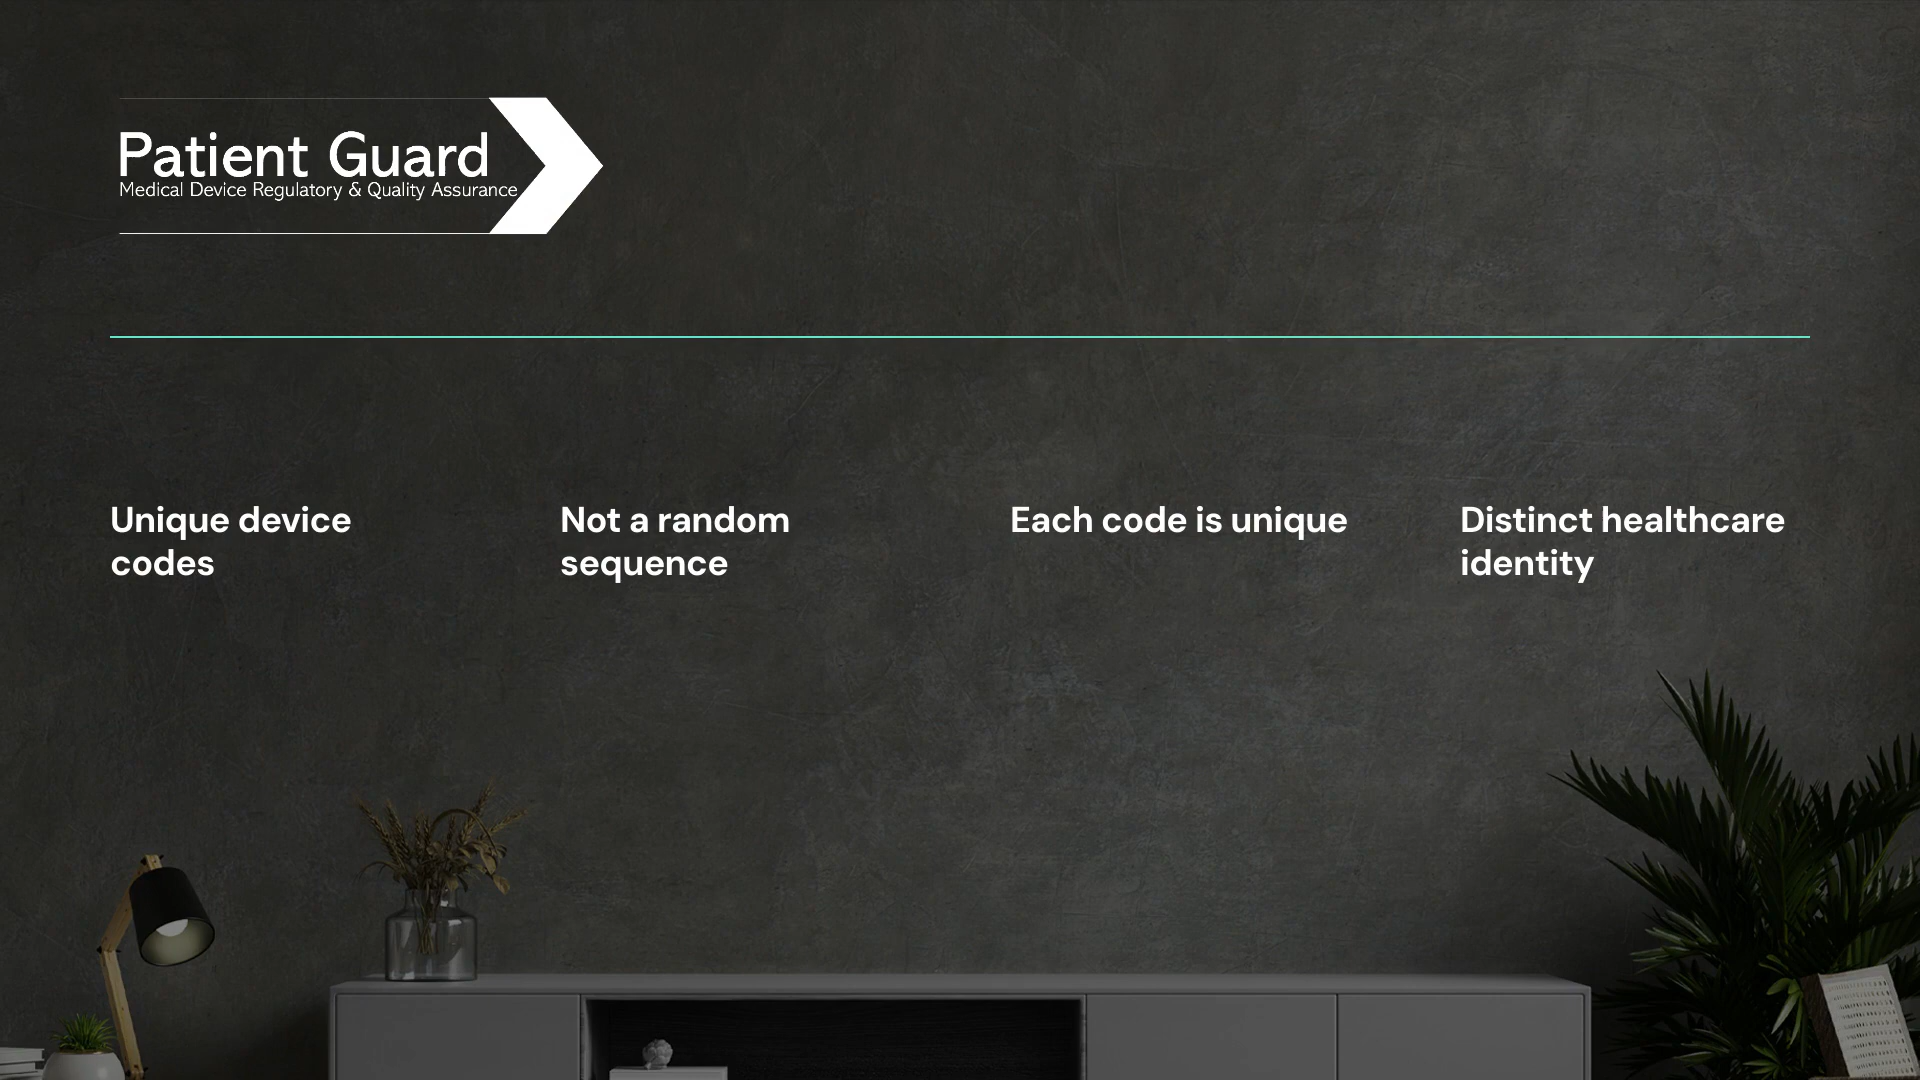 Patient Guard
Medical Device Regulatory & Quality Assurance
Unique device
codes
Not a random
sequence
Each code is unique
Distinct healthcare
identity